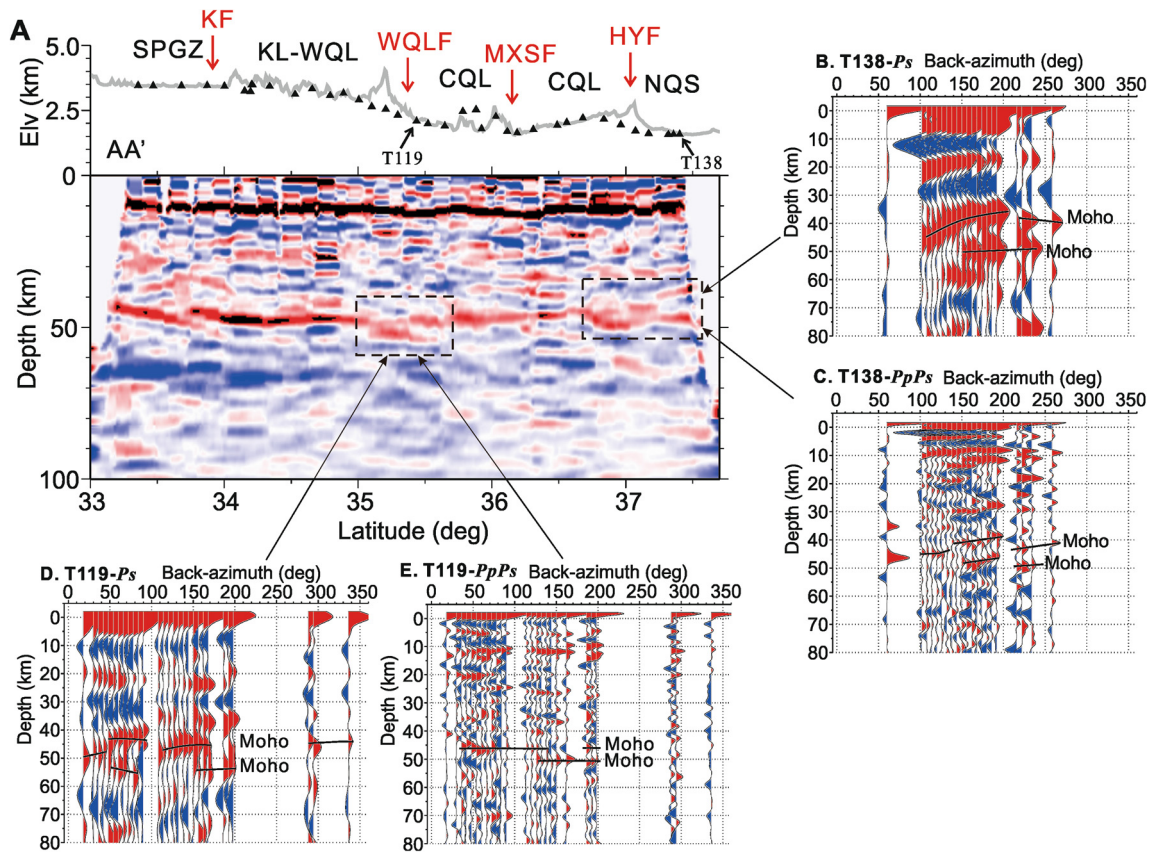 A
KF
SPGZ
KL-WQL
WQLF
CQL
MXSF
CQL
HYF
NQS
5.0
2.5
0
Elv (km)
AA'
T119
T138
0
50
100
Depth (km)
33 34 35 36 37
Latitude (deg)
B. T138-Ps Back-azimuth (deg)
0 50 100 150 200 250 300 350
0
10
20
30
40
50
60
70
80
Depth (km)
Moho
Moho
C. T138-PpPs Back-azimuth (deg)
0 50 100 150 200 250 300 350
0
10
20
30
40
50
60
70
80
Depth (km)
Moho
Moho
D. T119-Ps Back-azimuth (deg)
0 50 100 150 200 250 300 350
0
10
20
30
40
50
60
70
80
Depth (km)
Moho
Moho
E. T119-PpPs Back-azimuth (deg)
0 50 100 150 200 250 300 350
0
10
20
30
40
50
60
70
80
Depth (km)
Moho
Moho